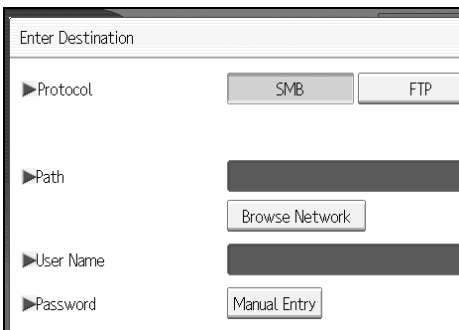 Enter Destination
▶Protocol SMB FTP
▶Path
Browse Network
▶User Name
▶Password Manual Entry